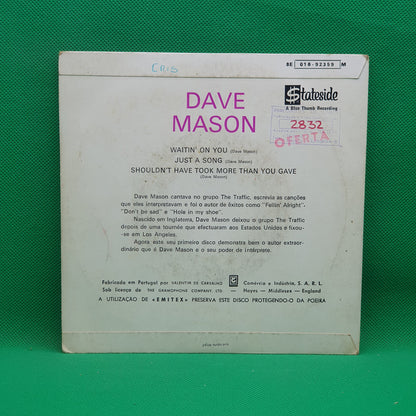 8E 016-92359 M
CRIS
Stateside
A Blue Thumb Recording
DAVE
MASON
2832
OFERTA
WAITIN' ON YOU (Dave Mason)
JUST A SONG (Dave Mason)
SHOULDN'T HAVE TOOK MORE THAN YOU GAVE
(Dave Mason)
Dave Mason cantava no grupo The Traffic, escrevia as canções
que eles interpretavam e foi o autor de êxitos como "Fellin' Alright".
"Don't be sad" e "Hole in my shoe".
Nascido em Inglaterra, Dave Mason deixou o grupo The Traffic
depois de uma tournée que efectuaram aos Estados Unidos e fixou-
-se em Los Angeles.
Agora este seu primeiro disco demonstra bem o autor extraor-
dinário que é Dave Mason e o seu poder de intérprete.
Fabricado em Portugal por VALENTIM DE CARVALHO Comércio e Indústria, S. A. R. L.
Sob licença de THE GRAMOPHONE COMPANY LTD — Hayes - Middlesex - England
A UTILIZAÇÃO DE «EMITEX» PRESERVA ESTE DISCO PROTEGENDO-O DA POEIRA